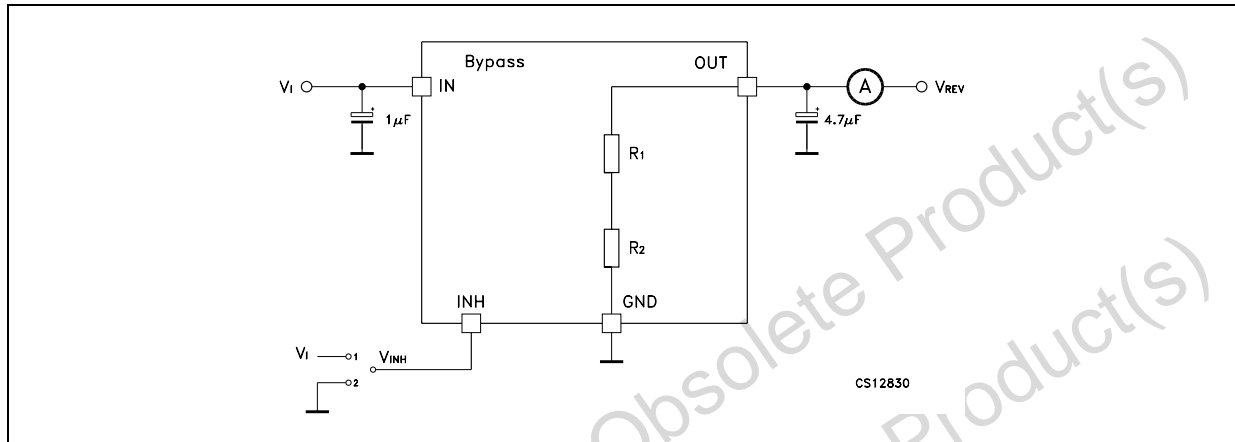 Bypass
OUT
VI
IN
A
VREV
1μF
4.7μF
R1
R2
INH
GND
VI
1
VINH
2
CS12830
Obsolete Product(s)
Product(s)